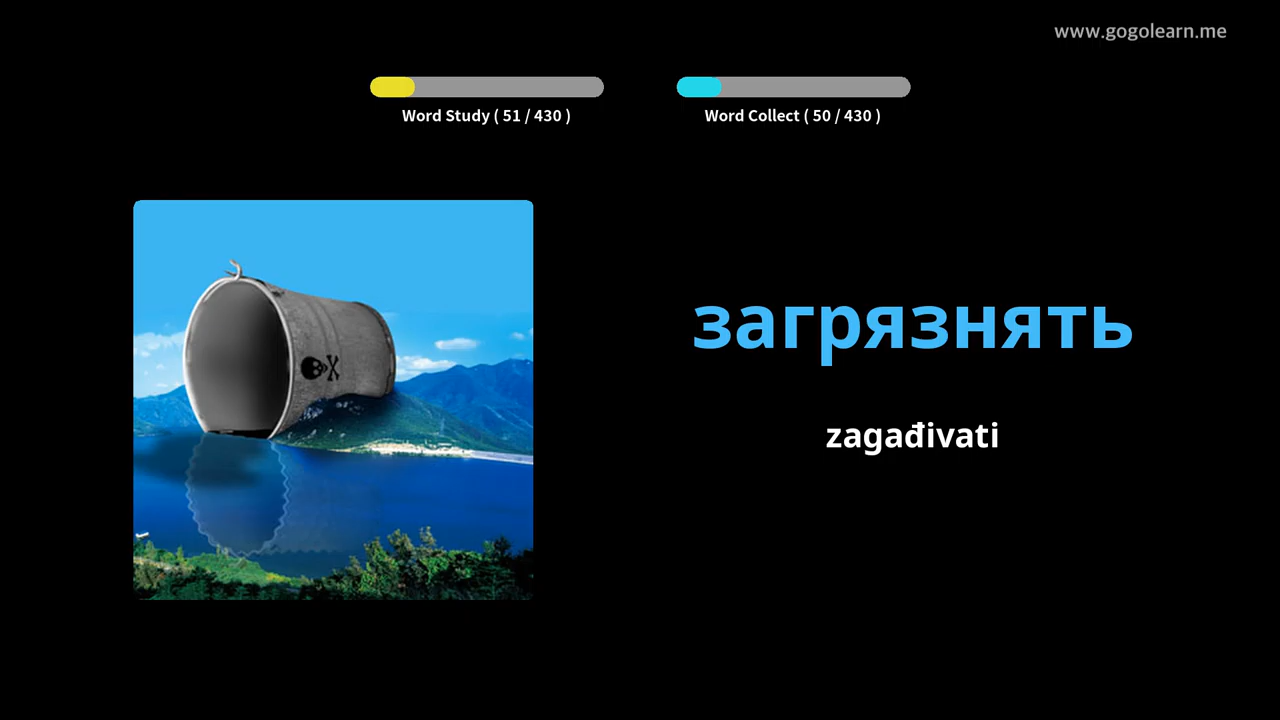 www.gogolearn.me
Word Study ( 51 / 430 )
Word Collect ( 50 / 430 )
загрязнять
zagađivati